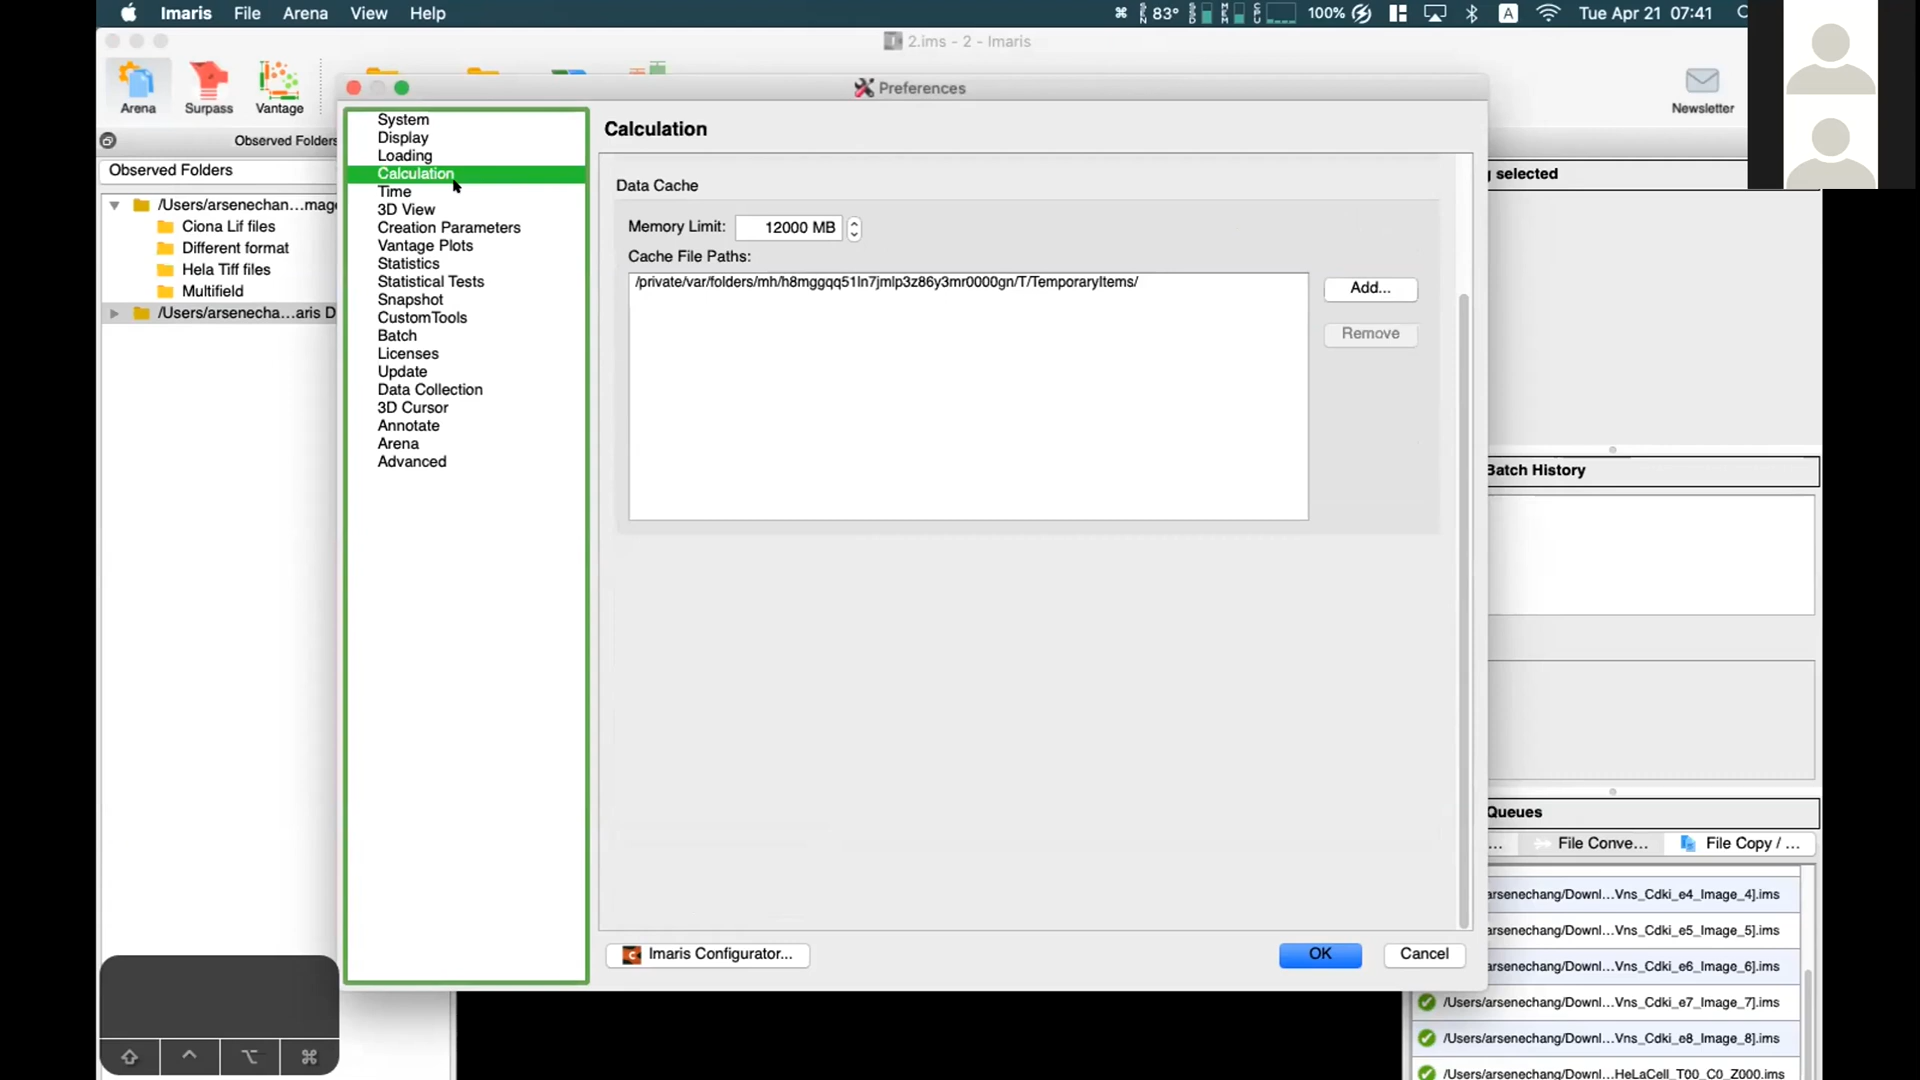 Imaris File Arena View Help
83° 100% A Tue Apr 21 07:41
2.ims - 2 - Imaris
Arena Surpass Vantage Newsletter
Preferences
Observed Folders
Observed Folders
/Users/arsenechan...mage
Ciona Lif files
Different format
Hela Tiff files
Multifield
/Users/arsenecha...aris D
System
Display
Loading
Calculation
Time
3D View
Creation Parameters
Vantage Plots
Statistics
Statistical Tests
Snapshot
CustomTools
Batch
Licenses
Update
Data Collection
3D Cursor
Annotate
Arena
Advanced
Calculation
Data Cache
Memory Limit: 12000 MB
Cache File Paths:
/private/var/folders/mh/h8mggqq51ln7jmlp3z86y3mr0000gn/T/TemporaryItems/
Add...
Remove
Imaris Configurator...
OK Cancel
selected
Batch History
Queues
... File Conve... File Copy / ...
arsenechang/Downl...Vns_Cdki_e4_Image_4].ims
arsenechang/Downl...Vns_Cdki_e5_Image_5].ims
arsenechang/Downl...Vns_Cdki_e6_Image_6].ims
/Users/arsenechang/Downl...Vns_Cdki_e7_Image_7].ims
/Users/arsenechang/Downl...Vns_Cdki_e8_Image_8].ims
/Users/arsenechang/Downl...HeLaCell_T00_C0_Z000.ims